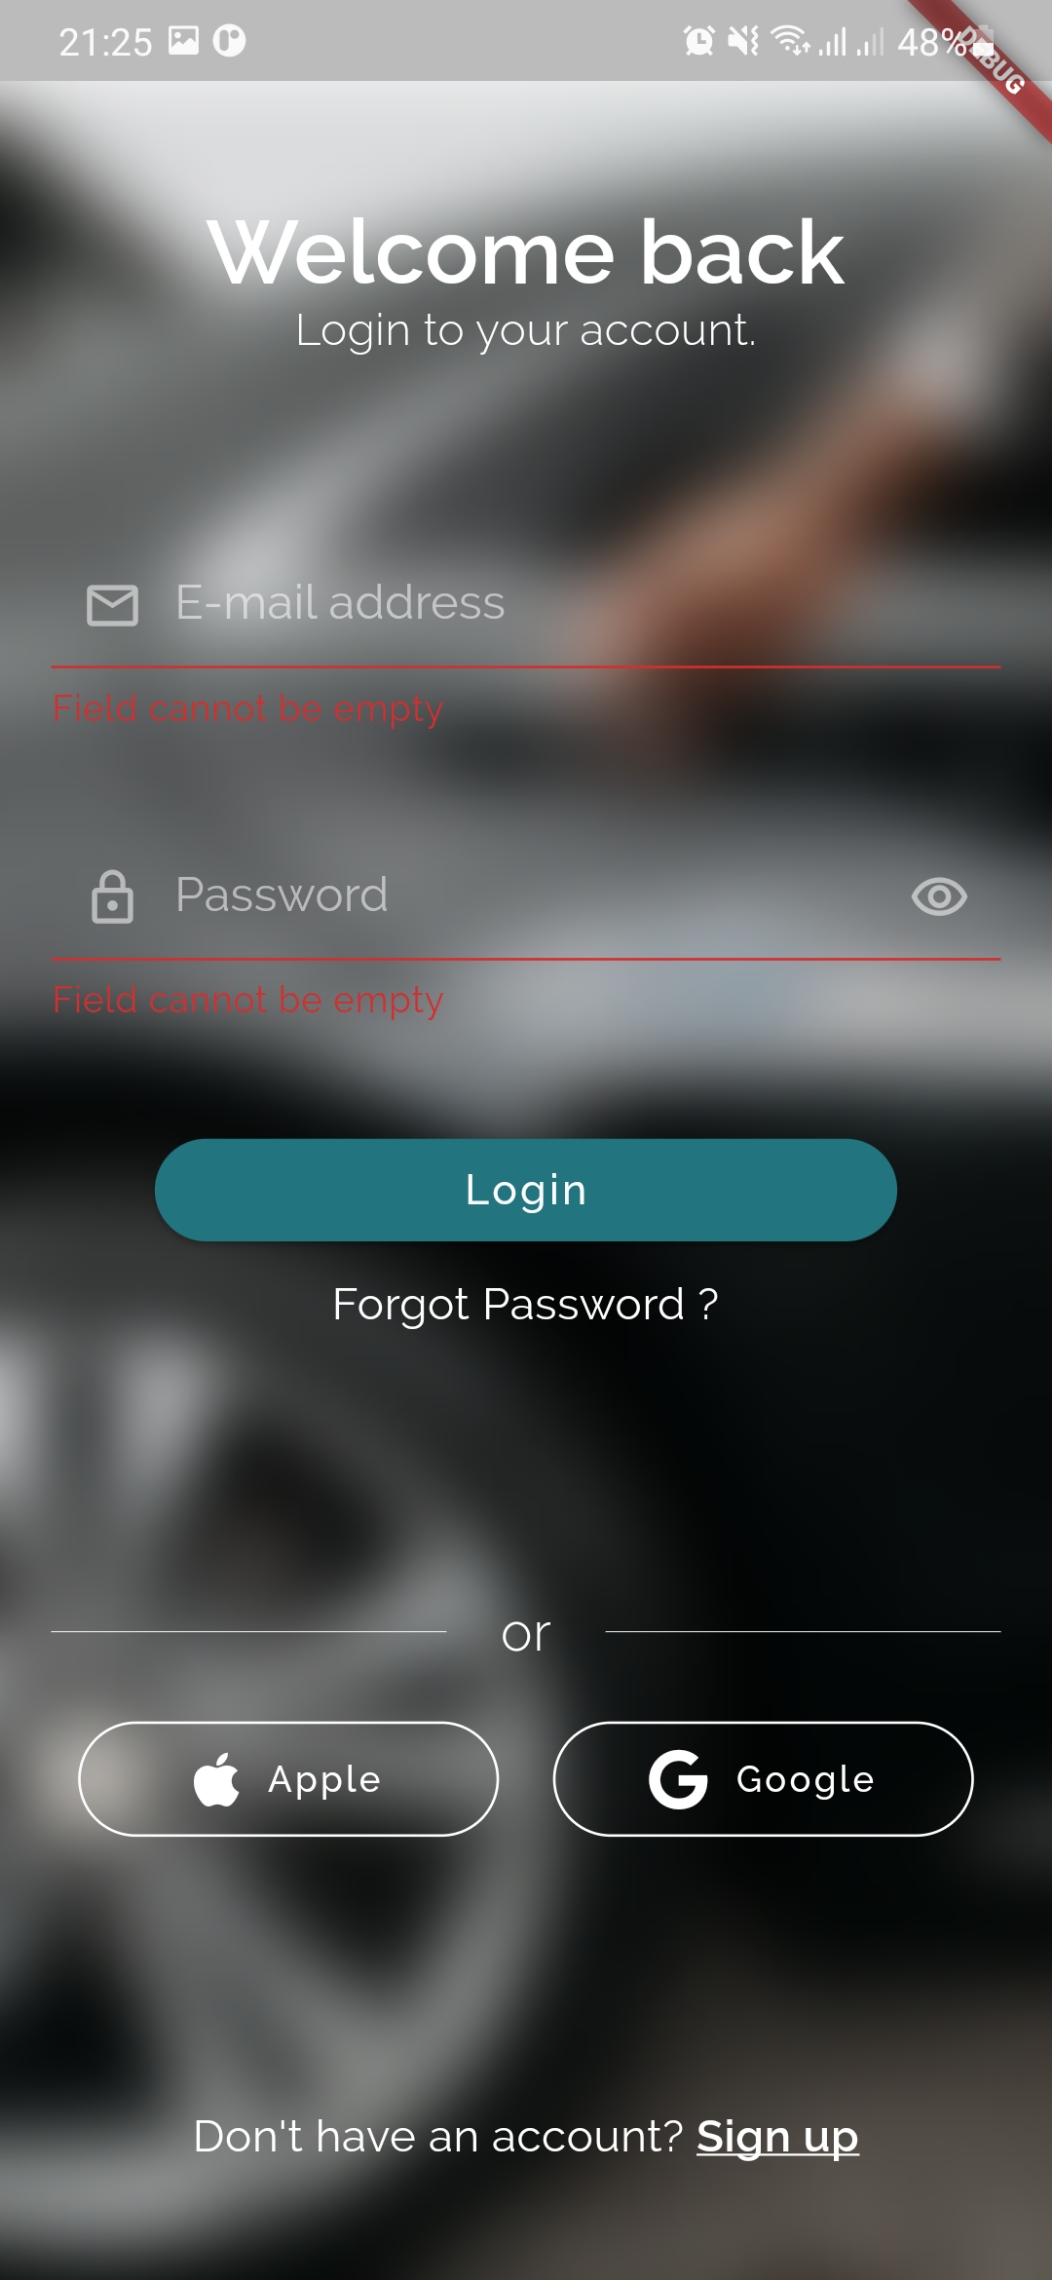 21:25 48%
DEBUG
Welcome back
Login to your account.
E-mail address
Field cannot be empty
Password
Field cannot be empty
Login
Forgot Password ?
or
Apple Google
Don't have an account? Sign up